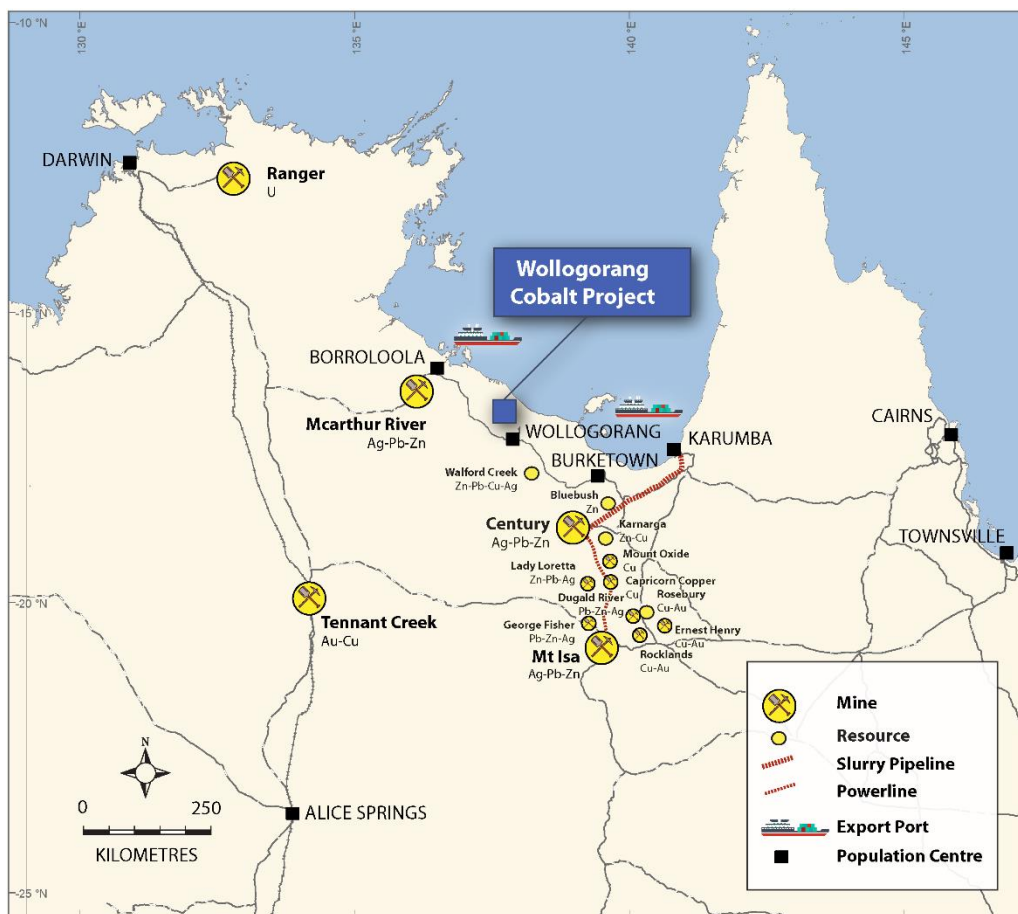 130 °E
135 °E
140 °E
145 °E
-10 °N
-15 °N
-20 °N
-25 °N
DARWIN
Ranger
U
Wollogorang
Cobalt Project
BORROLOOLA
Mcarthur River
Ag-Pb-Zn
WOLLOGORANG
KARUMBA
CAIRNS
BURKETOWN
Walford Creek
Zn-Pb-Cu-Ag
Bluebush
Zn
Century
Ag-Pb-Zn
Karnarga
Zn-Cu
TOWNSVILLE
Mount Oxide
Cu
Lady Loretta
Zn-Pb-Ag
Capricorn Copper
Cu
Dugald River
Pb-Zn-Ag
Rosebury
Cu-Au
George Fisher
Pb-Zn-Ag
Ernest Henry
Cu-Au
Tennant Creek
Au-Cu
Mt Isa
Ag-Pb-Zn
Rocklands
Cu-Au
Mine
Resource
Slurry Pipeline
Powerline
Export Port
Population Centre
N
0 250
KILOMETRES
ALICE SPRINGS